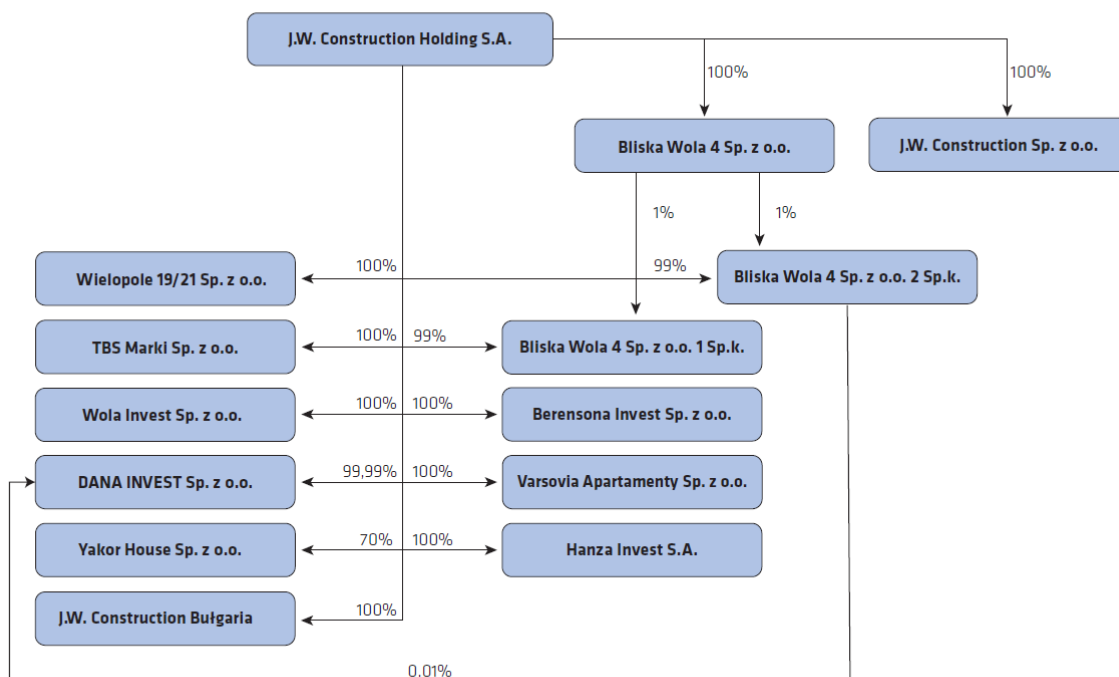 J.W. Construction Holding S.A.
100%
100%
Bliska Wola 4 Sp. z o.o.
J.W. Construction Sp. z o.o.
1%
1%
Wielopole 19/21 Sp. z o.o.
100%
99%
Bliska Wola 4 Sp. z o.o. 2 Sp.k.
TBS Marki Sp. z o.o.
100%
99%
Bliska Wola 4 Sp. z o.o. 1 Sp.k.
Wola Invest Sp. z o.o.
100%
100%
Berensona Invest Sp. z o.o.
DANA INVEST Sp. z o.o.
99,99%
100%
Varsovia Apartamenty Sp. z o.o.
Yakor House Sp. z o.o.
70%
100%
Hanza Invest S.A.
J.W. Construction Bułgaria
100%
0,01%